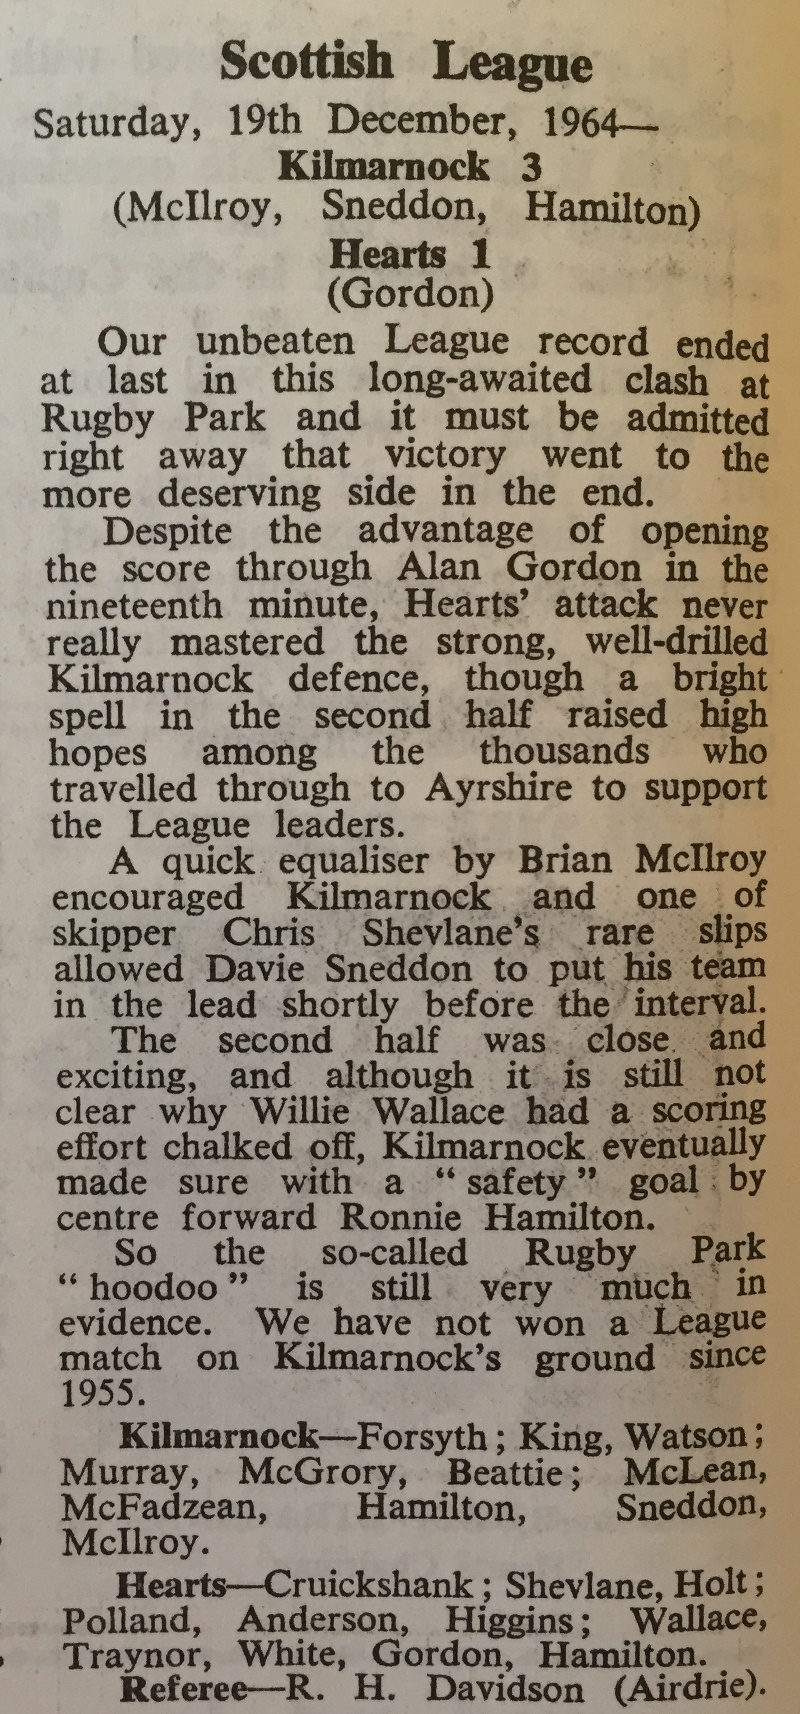 Scottish League
Saturday, 19th December, 1964—
Kilmarnock 3
(McIlroy, Sneddon, Hamilton)
Hearts 1
(Gordon)
Our unbeaten League record ended
at last in this long-awaited clash at
Rugby Park and it must be admitted
right away that victory went to the
more deserving side in the end.
Despite the advantage of opening
the score through Alan Gordon in the
nineteenth minute, Hearts' attack never
really mastered the strong, well-drilled
Kilmarnock defence, though a bright
spell in the second half raised high
hopes among the thousands who
travelled through to Ayrshire to support
the League leaders.
A quick equaliser by Brian McIlroy
encouraged Kilmarnock and one of
skipper Chris Shevlane's rare slips
allowed Davie Sneddon to put his team
in the lead shortly before the interval.
The second half was close and
exciting, and although it is still not
clear why Willie Wallace had a scoring
effort chalked off, Kilmarnock eventually
made sure with a “ safety ” goal by
centre forward Ronnie Hamilton.
So the so-called Rugby Park
“ hoodoo ” is still very much in
evidence. We have not won a League
match on Kilmarnock's ground since
1955.
Kilmarnock—Forsyth ; King, Watson ;
Murray, McGrory, Beattie ; McLean,
McFadzean, Hamilton, Sneddon,
McIlroy.
Hearts—Cruickshank ; Shevlane, Holt ;
Polland, Anderson, Higgins ; Wallace,
Traynor, White, Gordon, Hamilton.
Referee—R. H. Davidson (Airdrie).